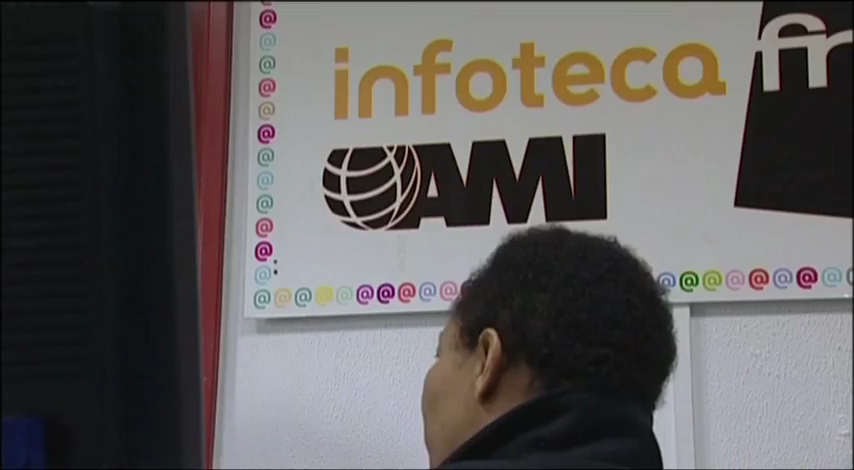 infoteca
AMI
@ @ @ @ @ @ @ @ @ @ @ @ @
@ @ @ @ @ @ @ @ @ @ @ @ @ @ @ @ @ @